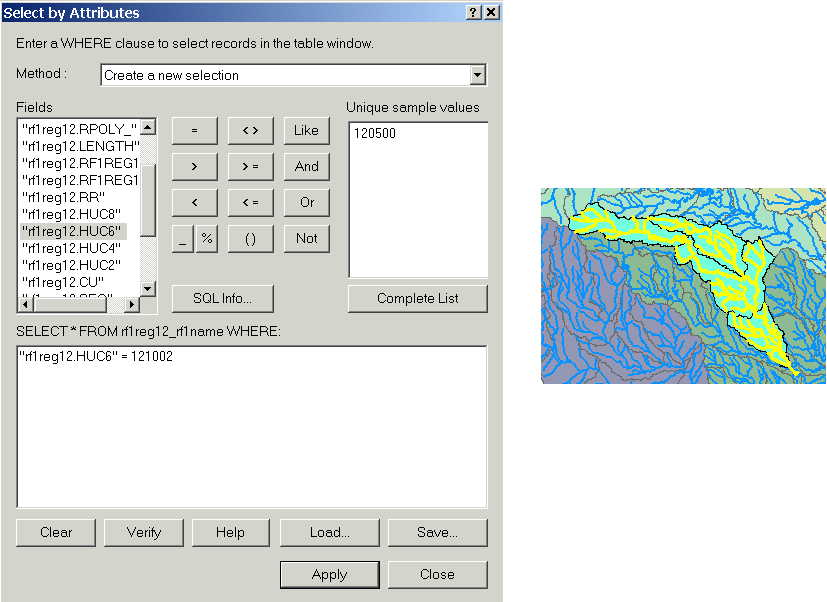 Select by Attributes
Enter a WHERE clause to select records in the table window.
Method :
Create a new selection
Fields
Unique sample values
"rf1reg12.RPOLY_"
"rf1reg12.LENGTH"
"rf1reg12.RF1REG1
"rf1reg12.RF1REG1
"rf1reg12.RR"
"rf1reg12.HUC8"
"rf1reg12.HUC6"
"rf1reg12.HUC4"
"rf1reg12.HUC2"
"rf1reg12.CU"
= <> Like
> >= And
< <= Or
_ % () Not
120500
SQL Info...
Complete List
SELECT * FROM rf1reg12_rf1name WHERE:
"rf1reg12.HUC6" = 121002
Clear Verify Help Load... Save...
Apply Close